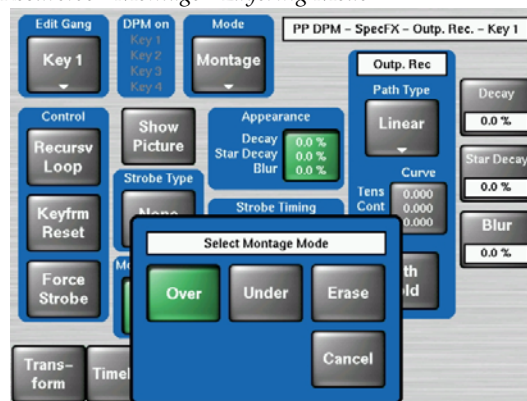 Edit Gang
Key 1
DPM on
Key 1
Key 2
Key 3
Key 4
Mode
Montage
PP DPM – SpecFX – Outp. Rec. – Key 1
Control
Recursv
Loop
Keyfrm
Reset
Force
Strobe
Show
Picture
Strobe Type
None
Appearance
Decay 0.0 %
Star Decay 0.0 %
Blur 0.0 %
Strobe Timing
Outp. Rec
Path Type
Linear
Curve
Tens 0.000
Cont 0.000
0.000
Decay
0.0 %
Star Decay
0.0 %
Blur
0.0 %
Select Montage Mode
Over
Under
Erase
Cancel
Trans–
form